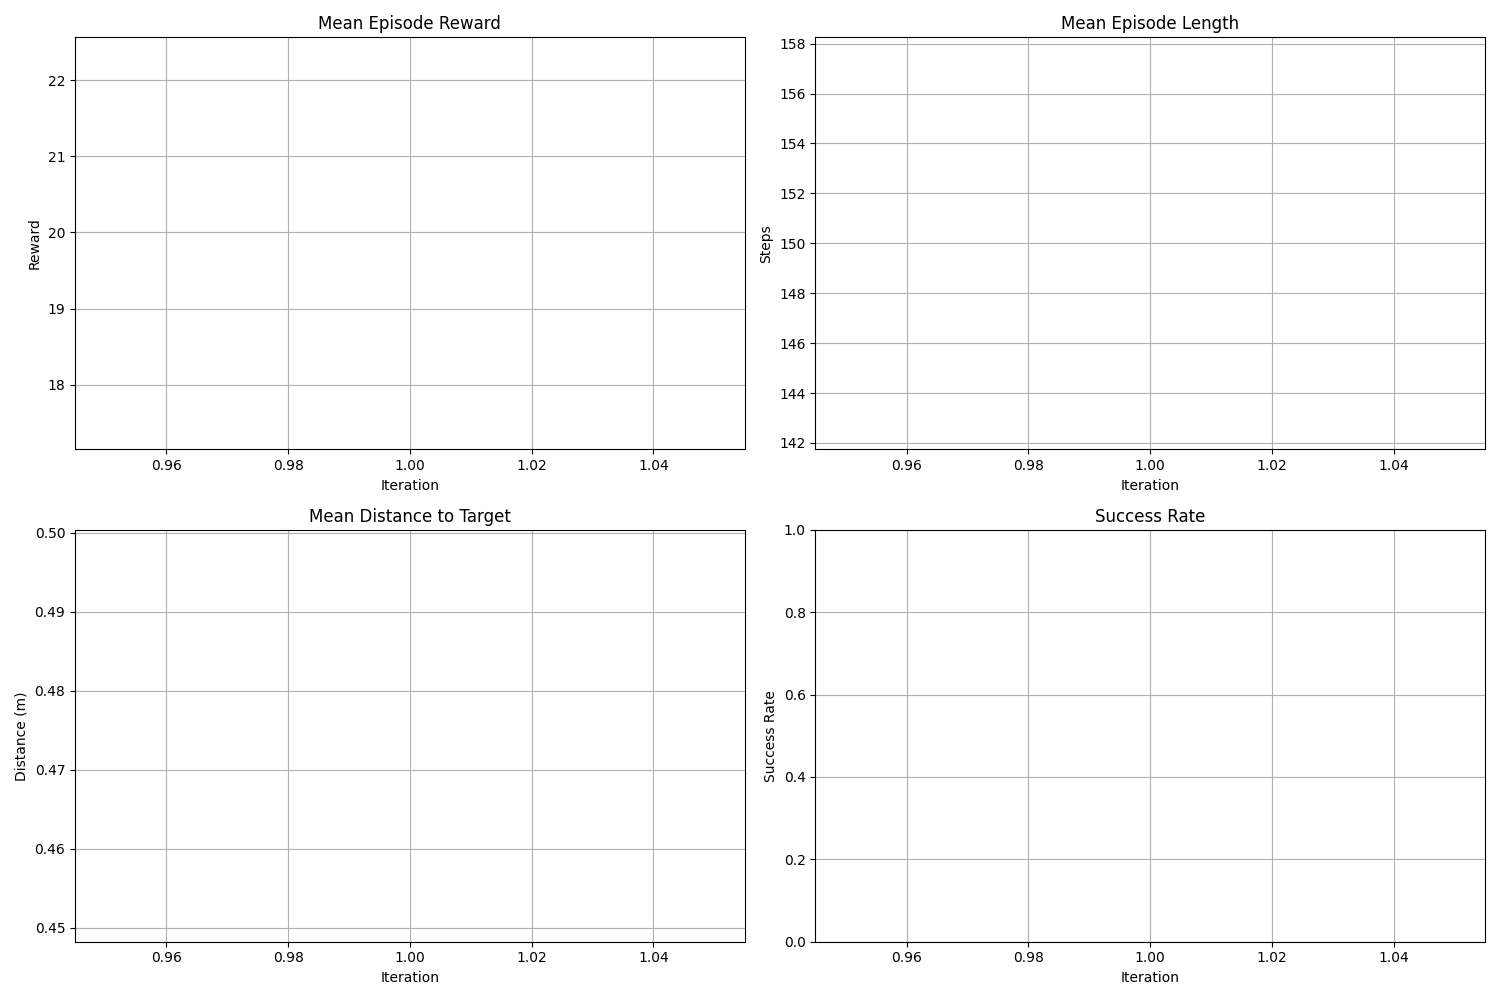 Mean Episode Reward
22
21
20
19
18
Reward
0.96 0.98 1.00 1.02 1.04
Iteration
Mean Episode Length
158
156
154
152
150
148
146
144
142
Steps
0.96 0.98 1.00 1.02 1.04
Iteration
Mean Distance to Target
0.50
0.49
0.48
0.47
0.46
0.45
Distance (m)
0.96 0.98 1.00 1.02 1.04
Iteration
Success Rate
1.0
0.8
0.6
0.4
0.2
0.0
Success Rate
0.96 0.98 1.00 1.02 1.04
Iteration